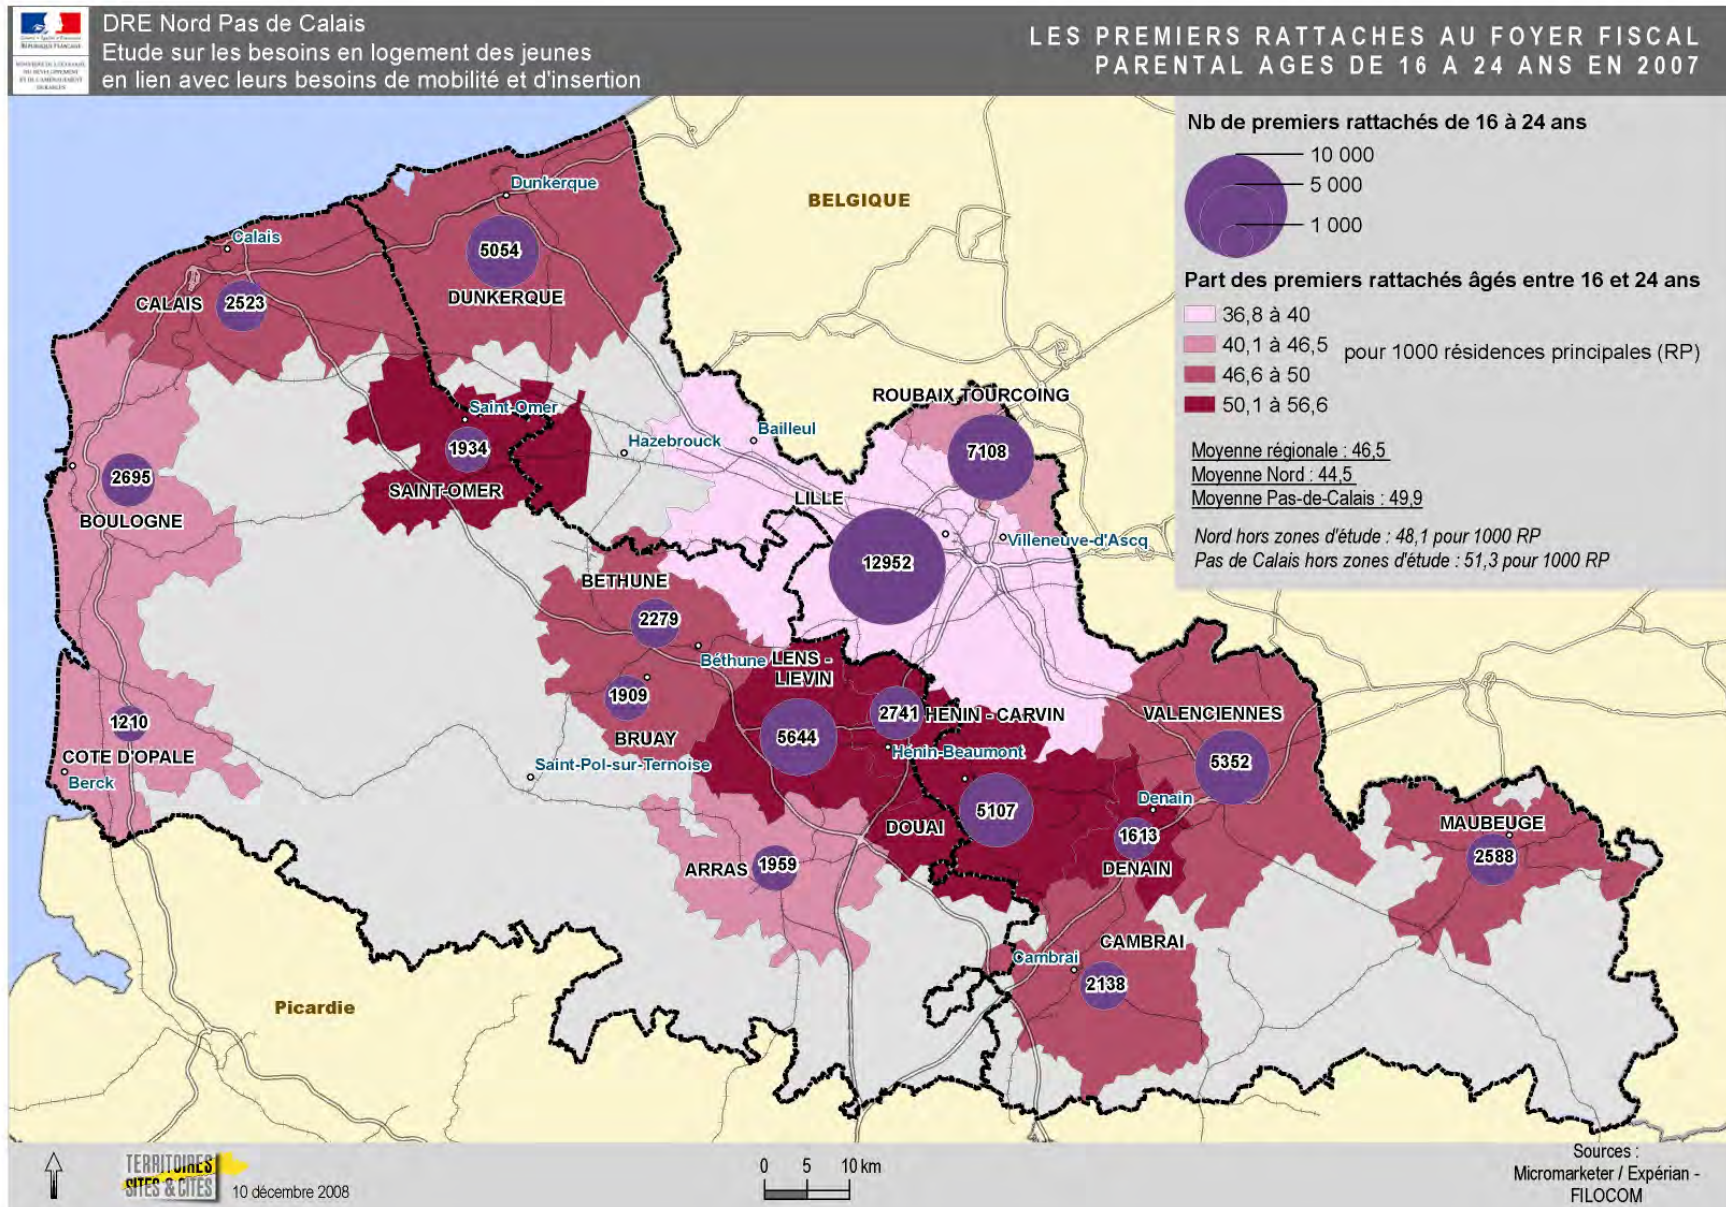 DRE Nord Pas de Calais
Etude sur les besoins en logement des jeunes
en lien avec leurs besoins de mobilité et d'insertion
LES PREMIERS RATTACHES AU FOYER FISCAL
PARENTAL AGES DE 16 A 24 ANS EN 2007
RÉPUBLIQUE FRANÇAISE
Nb de premiers rattachés de 16 à 24 ans
10 000
5 000
1 000
Part des premiers rattachés âgés entre 16 et 24 ans
36,8 à 40
40,1 à 46,5
pour 1000 résidences principales (RP)
46,6 à 50
50,1 à 56,6
Moyenne régionale : 46,5
Moyenne Nord : 44,5
Moyenne Pas-de-Calais : 49,9
Nord hors zones d'étude : 48,1 pour 1000 RP
Pas de Calais hors zones d'étude : 51,3 pour 1000 RP
BELGIQUE
Dunkerque
5054
DUNKERQUE
Calais
CALAIS
2523
ROUBAIX TOURCOING
7108
Saint-Omer
1934
SAINT-OMER
Hazebrouck
Bailleul
2695
BOULOGNE
LILLE
Villeneuve-d'Ascq
12952
BETHUNE
2279
Béthune
LENS -
LIEVIN
1909
BRUAY
5644
2741
HENIN - CARVIN
Hénin-Beaumont
VALENCIENNES
5352
1210
COTE D'OPALE
Berck
Saint-Pol-sur-Ternoise
5107
DOUAI
Denain
1613
DENAIN
MAUBEUGE
2588
ARRAS
1959
CAMBRAI
Cambrai
2138
Picardie
TERRITOIRES
SITES & CITÉS
10 décembre 2008
0 5 10 km
Sources :
Micromarketer / Expérian -
FILOCOM